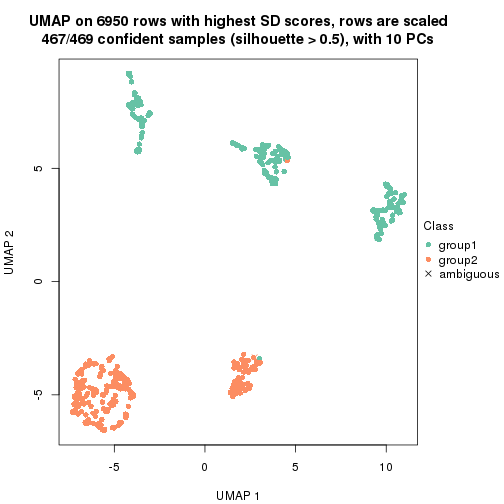 UMAP on 6950 rows with highest SD scores, rows are scaled
467/469 confident samples (silhouette > 0.5), with 10 PCs
UMAP 2
5
0
-5
Class
group1
group2
ambiguous
-5 0 5 10
UMAP 1